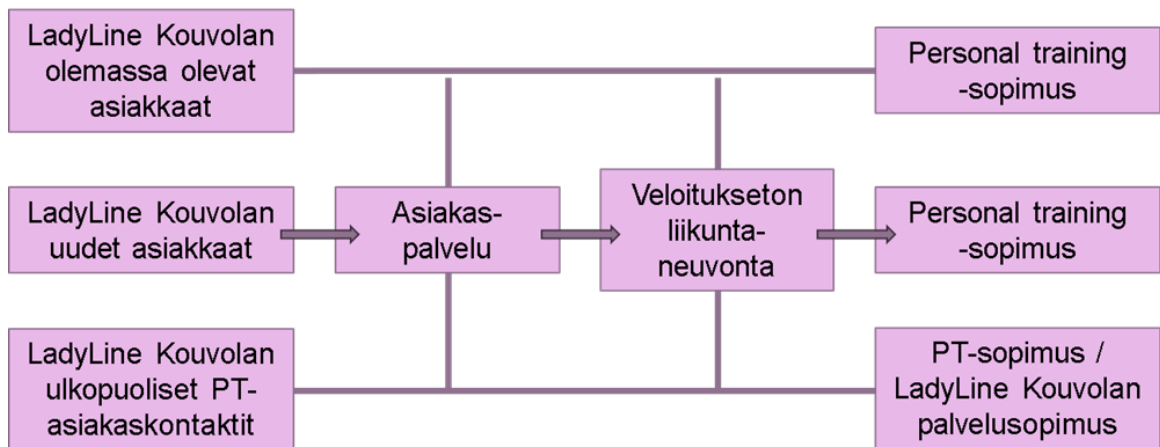 LadyLine Kouvolan
olemassa olevat
asiakkaat
Personal training
-sopimus
LadyLine Kouvolan
uudet asiakkaat
Asiakas-
palvelu
Veloitukseton
liikunta-
neuvonta
Personal training
-sopimus
LadyLine Kouvolan
ulkopuoliset PT-
asiakaskontaktit
PT-sopimus /
LadyLine Kouvolan
palvelusopimus